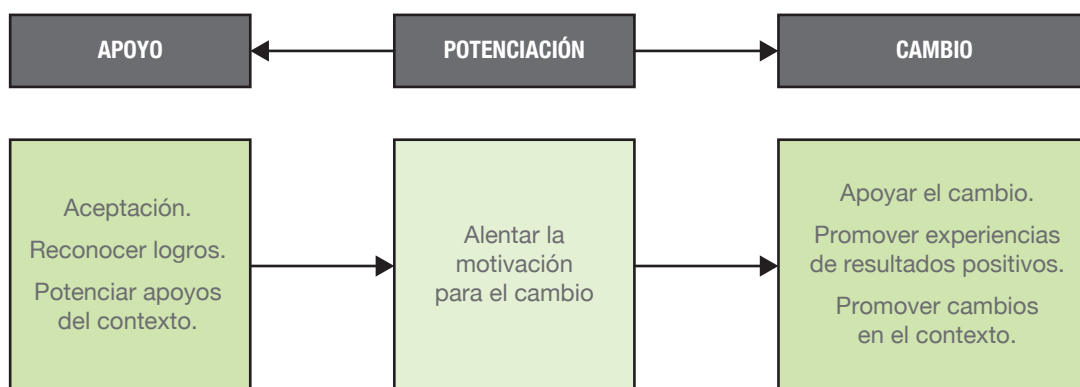 APOYO
POTENCIACIÓN
CAMBIO
Aceptación.
Reconocer logros.
Potenciar apoyos
del contexto.
Alentar la
motivación
para el cambio
Apoyar el cambio.
Promover experiencias
de resultados positivos.
Promover cambios
en el contexto.